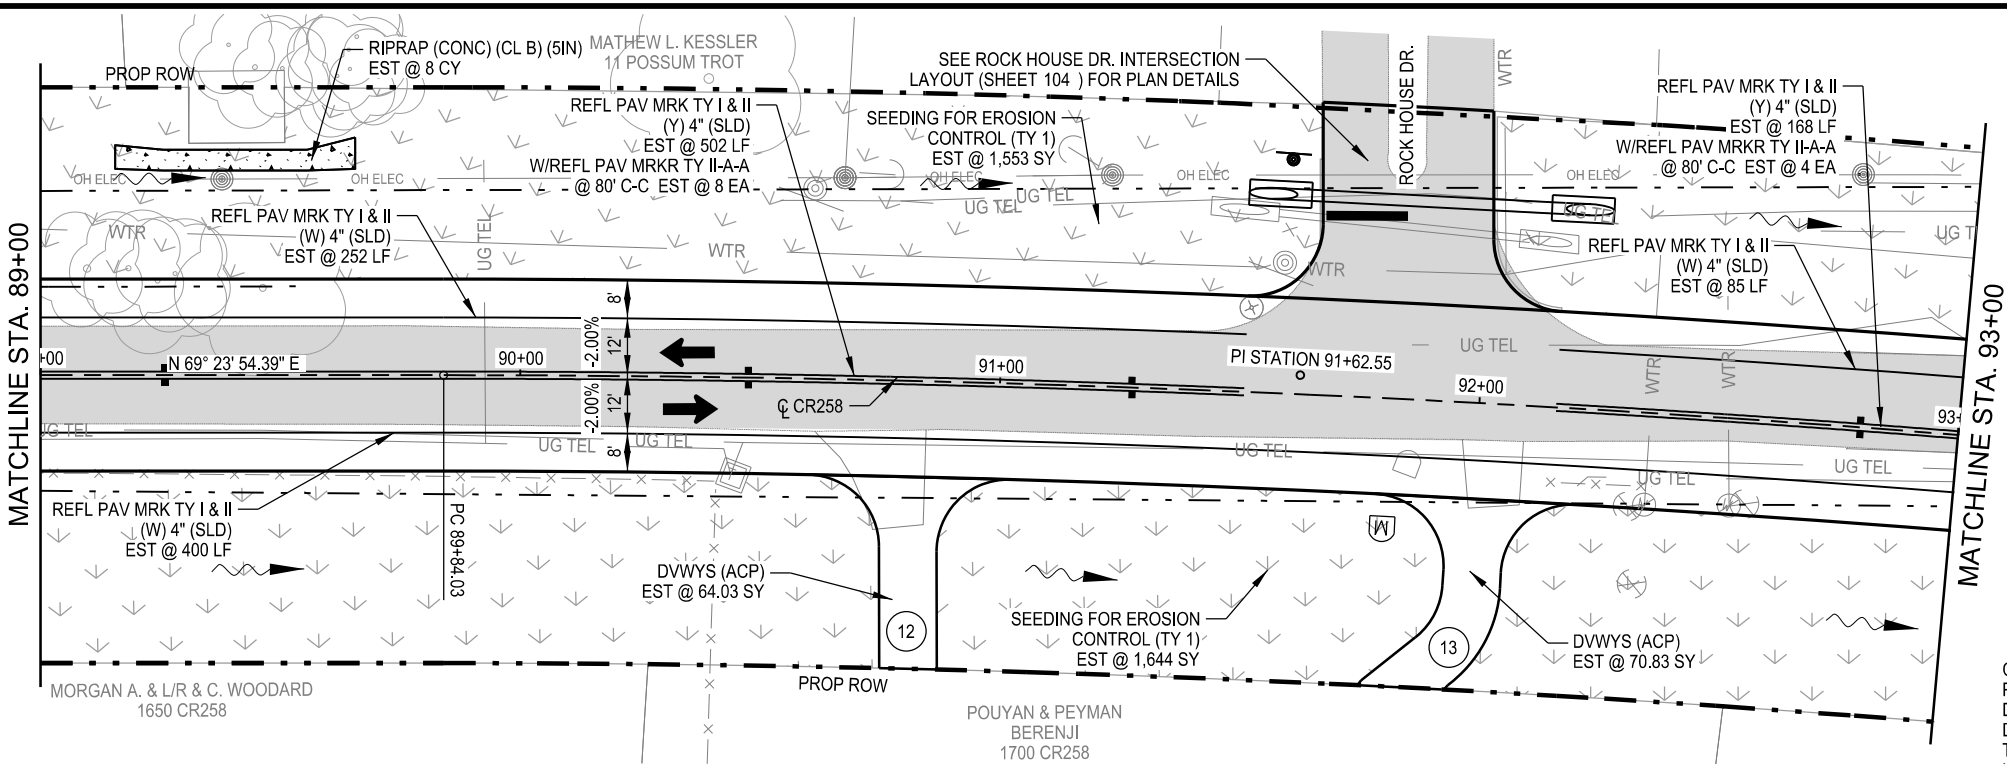 PROP ROW
RIPRAP (CONC) (CL B) (5IN)
EST @ 8 CY
MATHEW L. KESSLER
11 POSSUM TROT
REFL PAV MRK TY I & II
(Y) 4" (SLD)
EST @ 502 LF
W/REFL PAV MRKR TY II-A-A
@ 80' C-C EST @ 8 EA
SEE ROCK HOUSE DR. INTERSECTION
LAYOUT (SHEET 104 ) FOR PLAN DETAILS
SEEDING FOR EROSION
CONTROL (TY 1)
EST @ 1,553 SY
ROCK HOUSE DR.
WTR
REFL PAV MRK TY I & II
(Y) 4" (SLD)
EST @ 168 LF
W/REFL PAV MRKR TY II-A-A
@ 80' C-C EST @ 4 EA
OH ELEC
OH ELEC
OH ELEC
OH ELEC
OH ELEC
REFL PAV MRK TY I & II
(W) 4" (SLD)
EST @ 252 LF
WTR
UG TEL
WTR
UG TEL
UG TEL
UG TEL
WTR
REFL PAV MRK TY I & II
(W) 4" (SLD)
EST @ 85 LF
UG T
MATCHLINE STA. 89+00
MATCHLINE STA. 93+00
8'
12'
-2.00%
12'
-2.00%
8'
+00
N 69° 23' 54.39" E
90+00
91+00
PI STATION 91+62.55
92+00
93+
UG TEL
WTR
WTR
℄ CR258
UG TEL
UG TEL
UG TEL
UG TEL
UG TEL
UG TEL
REFL PAV MRK TY I & II
(W) 4" (SLD)
EST @ 400 LF
PC 89+84.03
DVWYS (ACP)
EST @ 64.03 SY
12
SEEDING FOR EROSION
CONTROL (TY 1)
EST @ 1,644 SY
M
13
DVWYS (ACP)
EST @ 70.83 SY
PROP ROW
MORGAN A. & L/R & C. WOODARD
1650 CR258
POUYAN & PEYMAN
BERENJI
1700 CR258